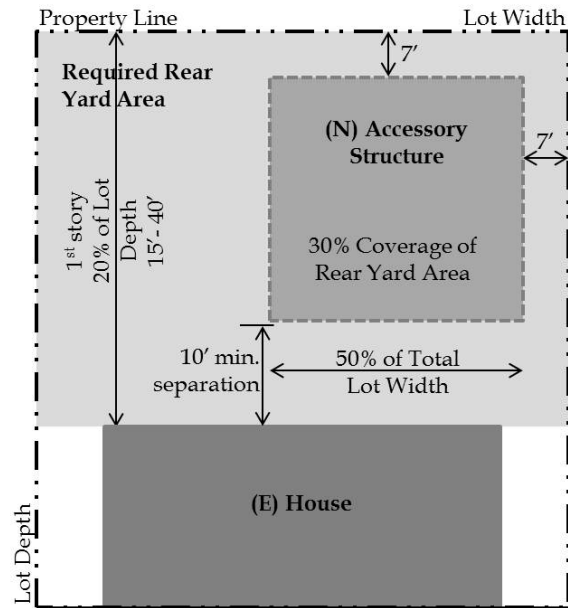 Property Line
Lot Width
Required Rear
Yard Area
7′
(N) Accessory
Structure
7′
1st story
20% of Lot
Depth
15′- 40′
30% Coverage of
Rear Yard Area
10′ min.
separation
50% of Total
Lot Width
(E) House
Lot Depth